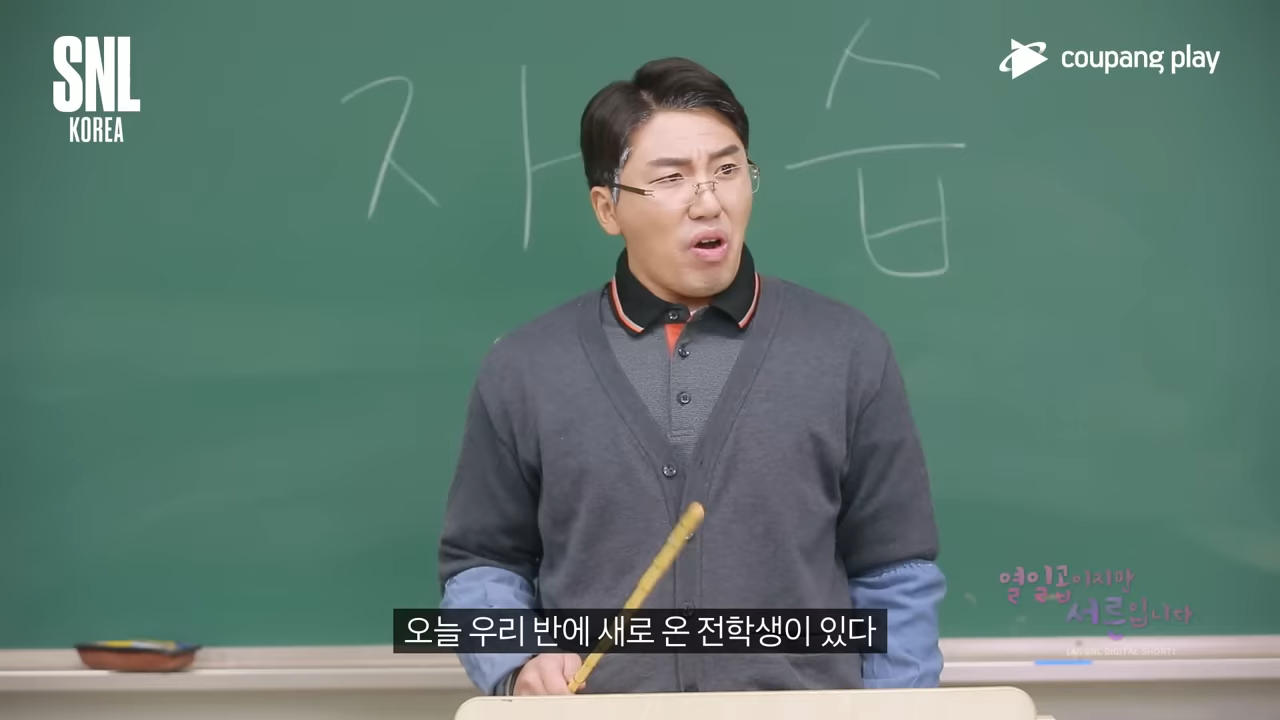 SNL
KOREA
coupang play
자 습
열일곱이지만
서른입니다
오늘 우리 반에 새로 온 전학생이 있다